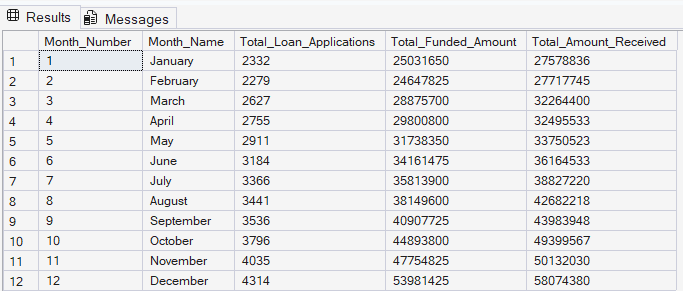 Results Messages
Month_Number Month_Name Total_Loan_Applications Total_Funded_Amount Total_Amount_Received
1 1 January 2332 25031650 27578836
2 2 February 2279 24647825 27717745
3 3 March 2627 28875700 32264400
4 4 April 2755 29800800 32495533
5 5 May 2911 31738350 33750523
6 6 June 3184 34161475 36164533
7 7 July 3366 35813900 38827220
8 8 August 3441 38149600 42682218
9 9 September 3536 40907725 43983948
10 10 October 3796 44893800 49399567
11 11 November 4035 47754825 50132030
12 12 December 4314 53981425 58074380